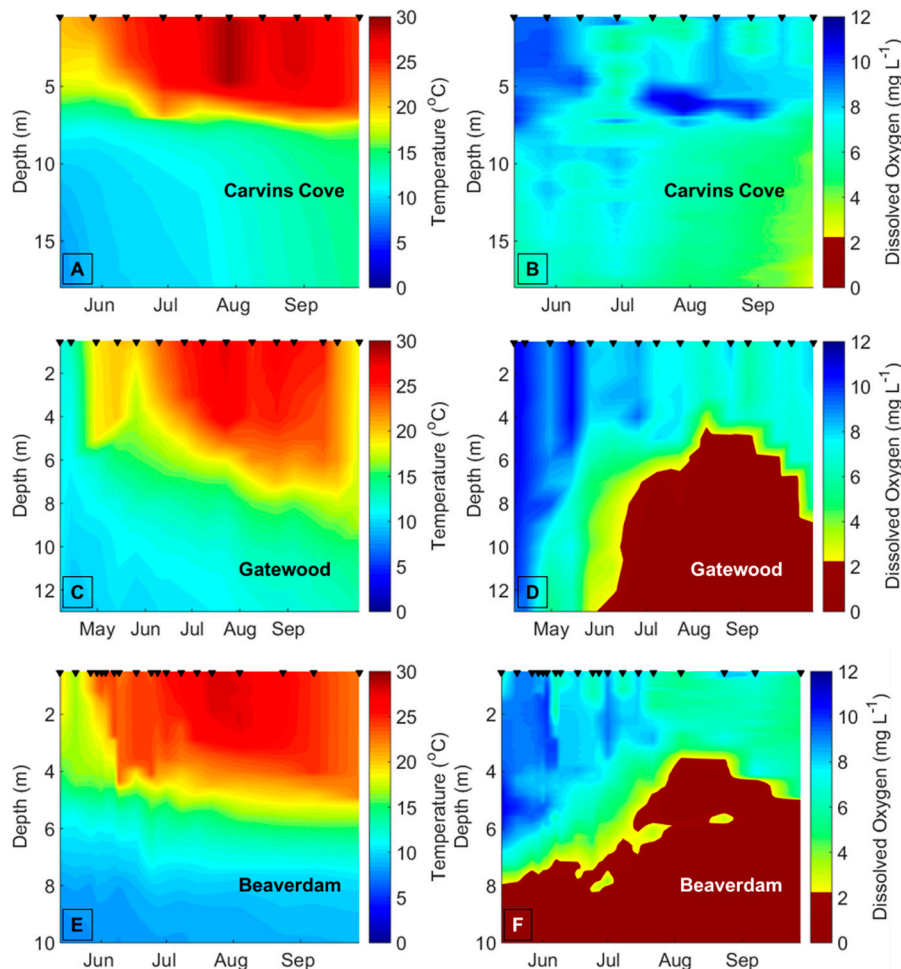 30
25
20
15
10
5
0
Temperature (°C)
5
10
15
Depth (m)
Carvins Cove
A
Jun Jul Aug Sep
12
10
8
6
4
2
0
Dissolved Oxygen (mg L-1)
5
10
15
Depth (m)
Carvins Cove
B
Jun Jul Aug Sep
30
25
20
15
10
5
0
Temperature (°C)
2
4
6
8
10
12
Depth (m)
Gatewood
C
May Jun Jul Aug Sep
12
10
8
6
4
2
0
Dissolved Oxygen (mg L-1)
2
4
6
8
10
12
Depth (m)
Gatewood
D
May Jun Jul Aug Sep
30
25
20
15
10
5
0
Temperature (°C)
2
4
6
8
10
Depth (m)
Beaverdam
E
Jun Jul Aug Sep
12
10
8
6
4
2
0
Dissolved Oxygen (mg L-1)
2
4
6
8
10
Depth (m)
Beaverdam
F
Jun Jul Aug Sep